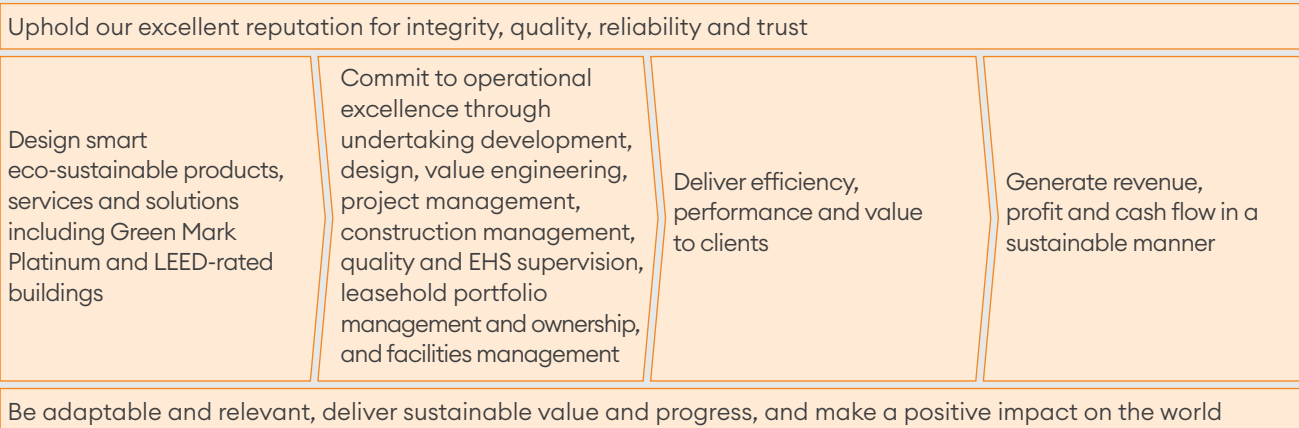 Uphold our excellent reputation for integrity, quality, reliability and trust
Design smart
eco-sustainable products,
services and solutions
including Green Mark
Platinum and LEED-rated
buildings
Commit to operational
excellence through
undertaking development,
design, value engineering,
project management,
construction management,
quality and EHS supervision,
leasehold portfolio
management and ownership,
and facilities management
Deliver efficiency,
performance and value
to clients
Generate revenue,
profit and cash flow in a
sustainable manner
Be adaptable and relevant, deliver sustainable value and progress, and make a positive impact on the world